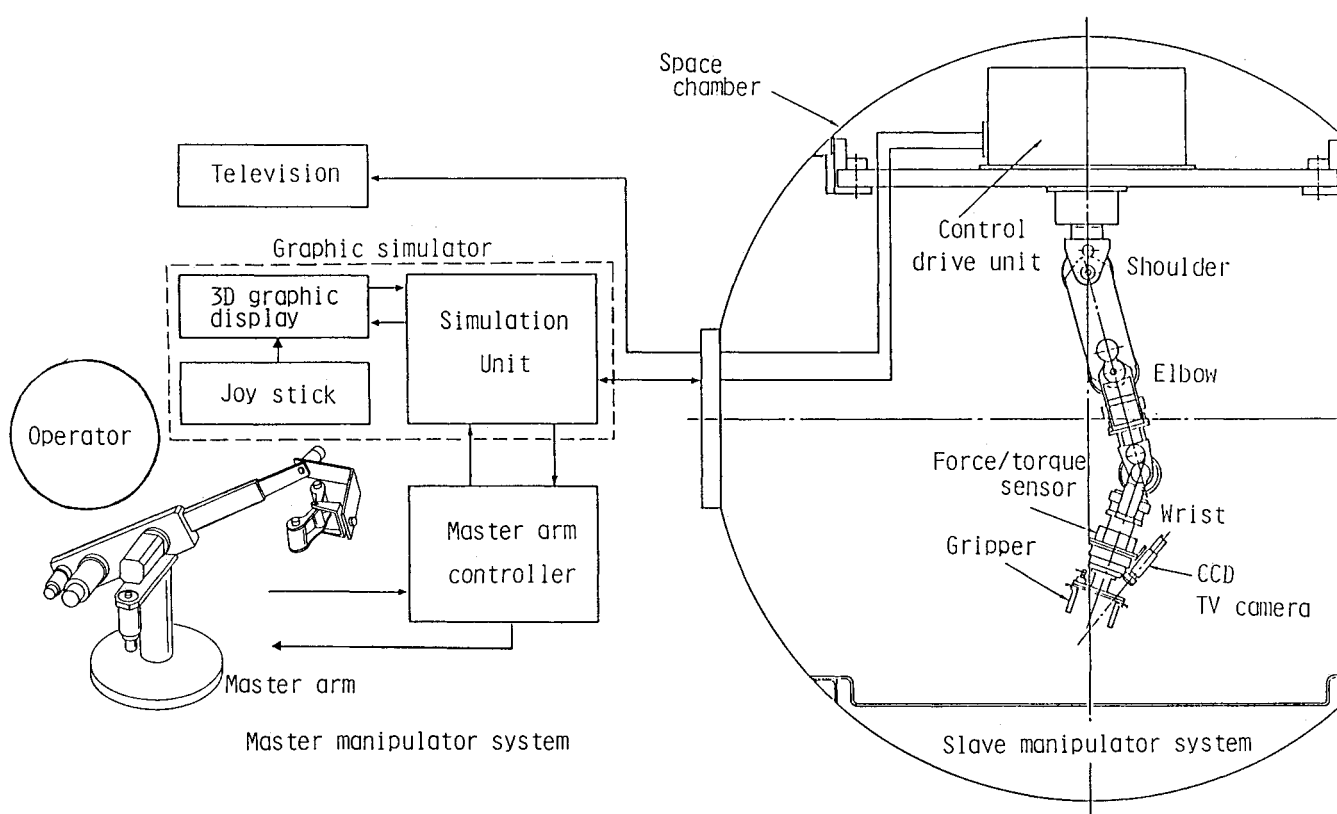 Space
chamber
Television
Control
drive unit
Graphic simulator
Shoulder
3D graphic
display
Simulation
Unit
Joy stick
Elbow
Operator
Force/torque
sensor
Master arm
controller
Wrist
Gripper
CCD
TV camera
Master arm
Master manipulator system
Slave manipulator system